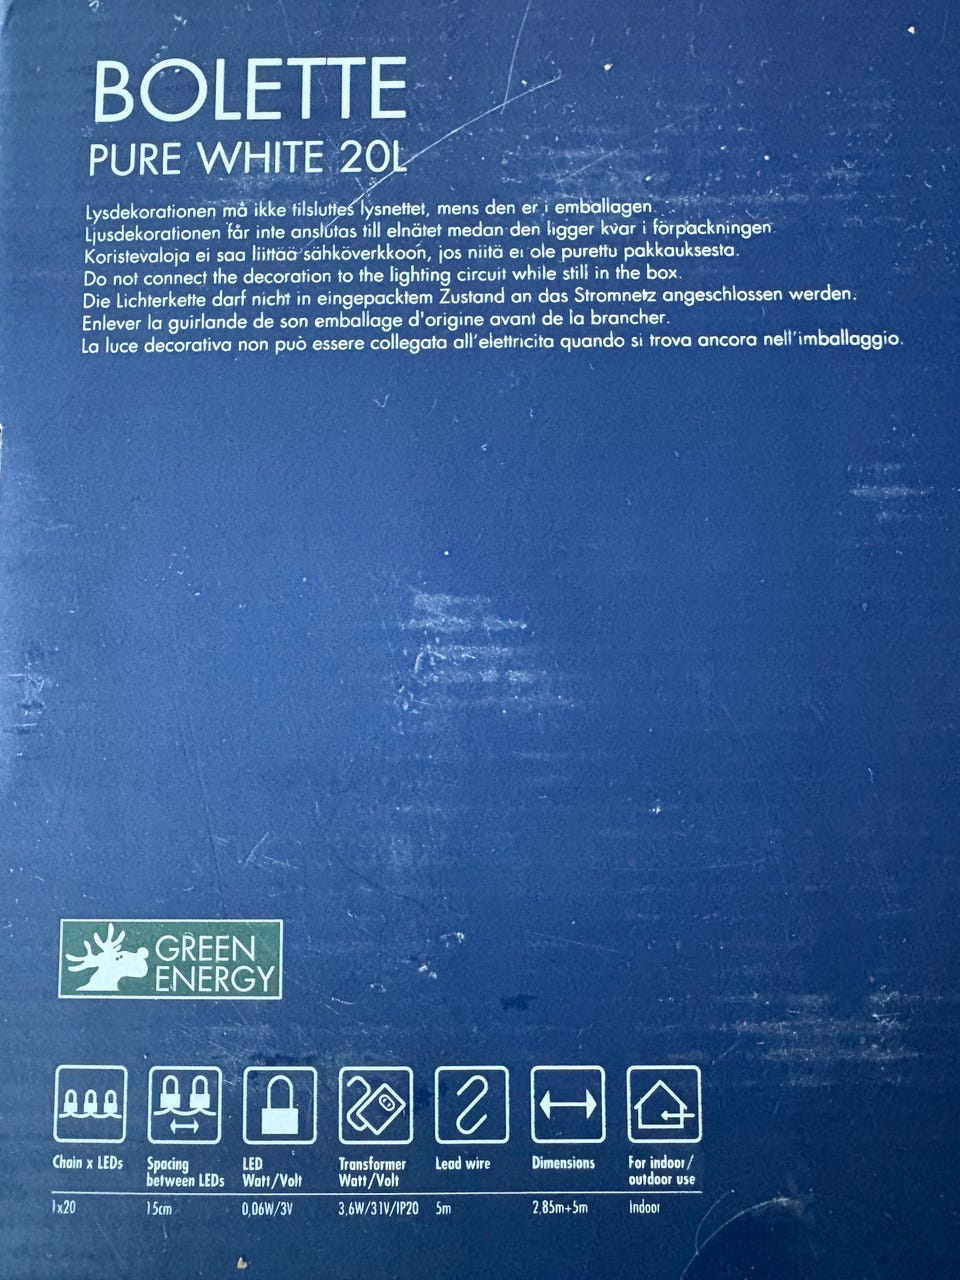 BOLETTE
PURE WHITE 20L
Lysdekorationen må ikke tilsluttes lysnettet, mens den er i emballagen.
Ljusdekorationen får inte anslutas till elnätet medan den ligger kvar i förpackningen.
Koristevaloja ei saa liittää sähköverkkoon, jos niitä ei ole purettu pakkauksesta.
Do not connect the decoration to the lighting circuit while still in the box.
Die Lichterkette darf nicht in eingepacktem Zustand an das Stromnetz angeschlossen werden.
Enlever la guirlande de son emballage d'origine avant de la brancher.
La luce decorativa non può essere collegata all'elettricita quando si trova ancora nell'imballaggio.
GREEN
ENERGY
Chain x LEDs Spacing between LEDs LED Watt/Volt Transformer Watt/Volt Lead wire Dimensions For indoor/ outdoor use
1x20 15cm 0,06W/3V 3,6W/31V/IP20 5m 2,85m+5m Indoor